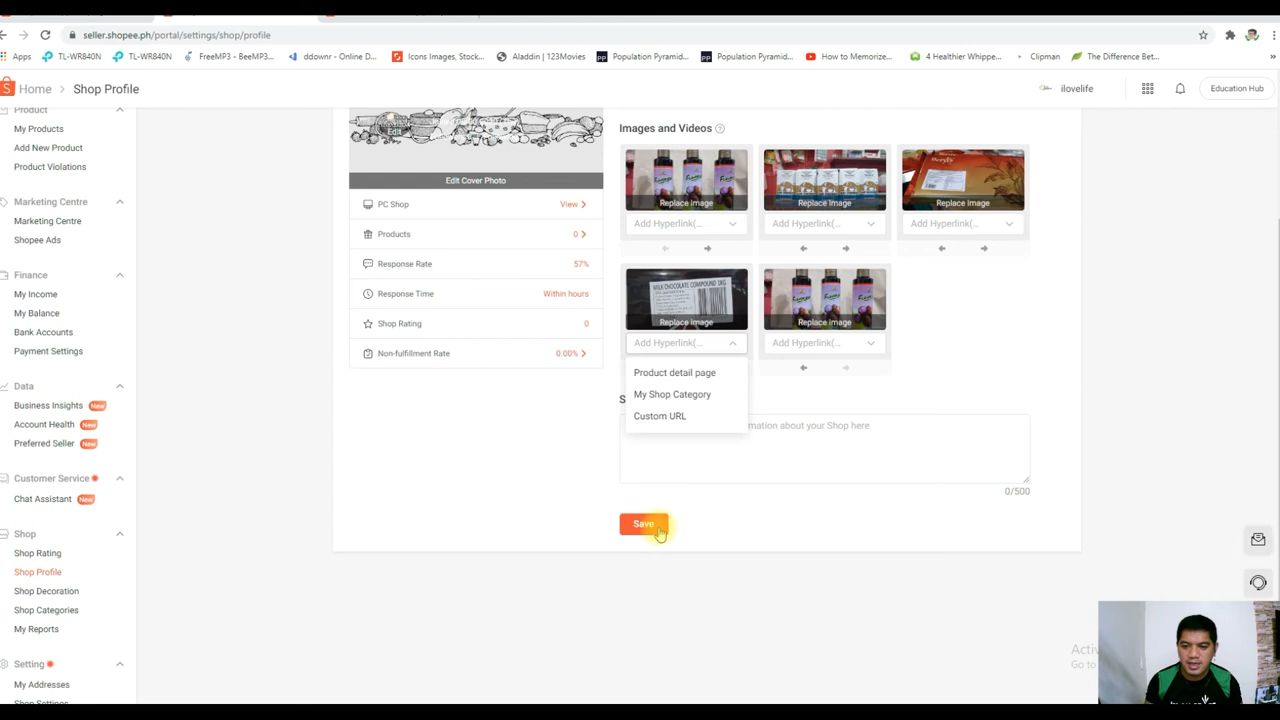 seller.shopee.ph/portal/settings/shop/profile
Apps
TL-WR840N
TL-WR840N
FreeMP3 - BeeMP3...
ddownr - Online D...
Icons Images, Stock...
Aladdin | 123Movies
Population Pyramid...
Population Pyramid...
How to Memorize...
4 Healthier Whippe...
Clipman
The Difference Bet...
»
Home > Shop Profile
ilovelife
Education Hub
Product
My Products
Add New Product
Product Violations
Marketing Centre
Marketing Centre
Shopee Ads
Finance
My Income
My Balance
Bank Accounts
Payment Settings
Data
Business Insights New
Account Health New
Preferred Seller New
Customer Service
Chat Assistant New
Shop
Shop Rating
Shop Profile
Shop Decoration
Shop Categories
My Reports
Setting
My Addresses
Shop Settings
Edit
Edit Cover Photo
PC Shop View >
Products 0 >
Response Rate 57%
Response Time Within hours
Shop Rating 0
Non-fulfillment Rate 0.00% >
Images and Videos
Replace Image
Replace Image
Replace Image
Add Hyperlink(...
Add Hyperlink(...
Add Hyperlink(...
MILK CHOCOLATE COMPOUND 1KG
Replace Image
Replace Image
Add Hyperlink(...
Add Hyperlink(...
Product detail page
My Shop Category
Custom URL
S
mation about your Shop here
0/500
Save
Activ
Go to